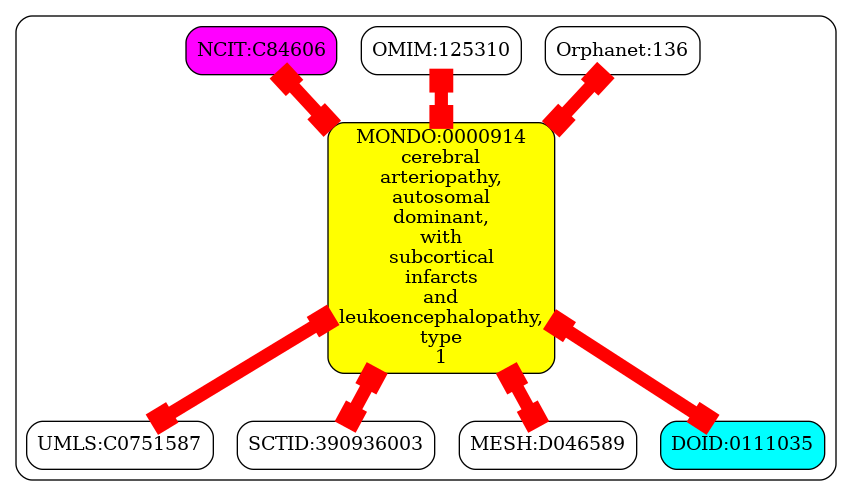 NCIT:C84606
OMIM:125310
Orphanet:136
MONDO:0000914
cerebral
arteriopathy,
autosomal
dominant,
with
subcortical
infarcts
and
leukoencephalopathy,
type
1
UMLS:C0751587
SCTID:390936003
MESH:D046589
DOID:0111035